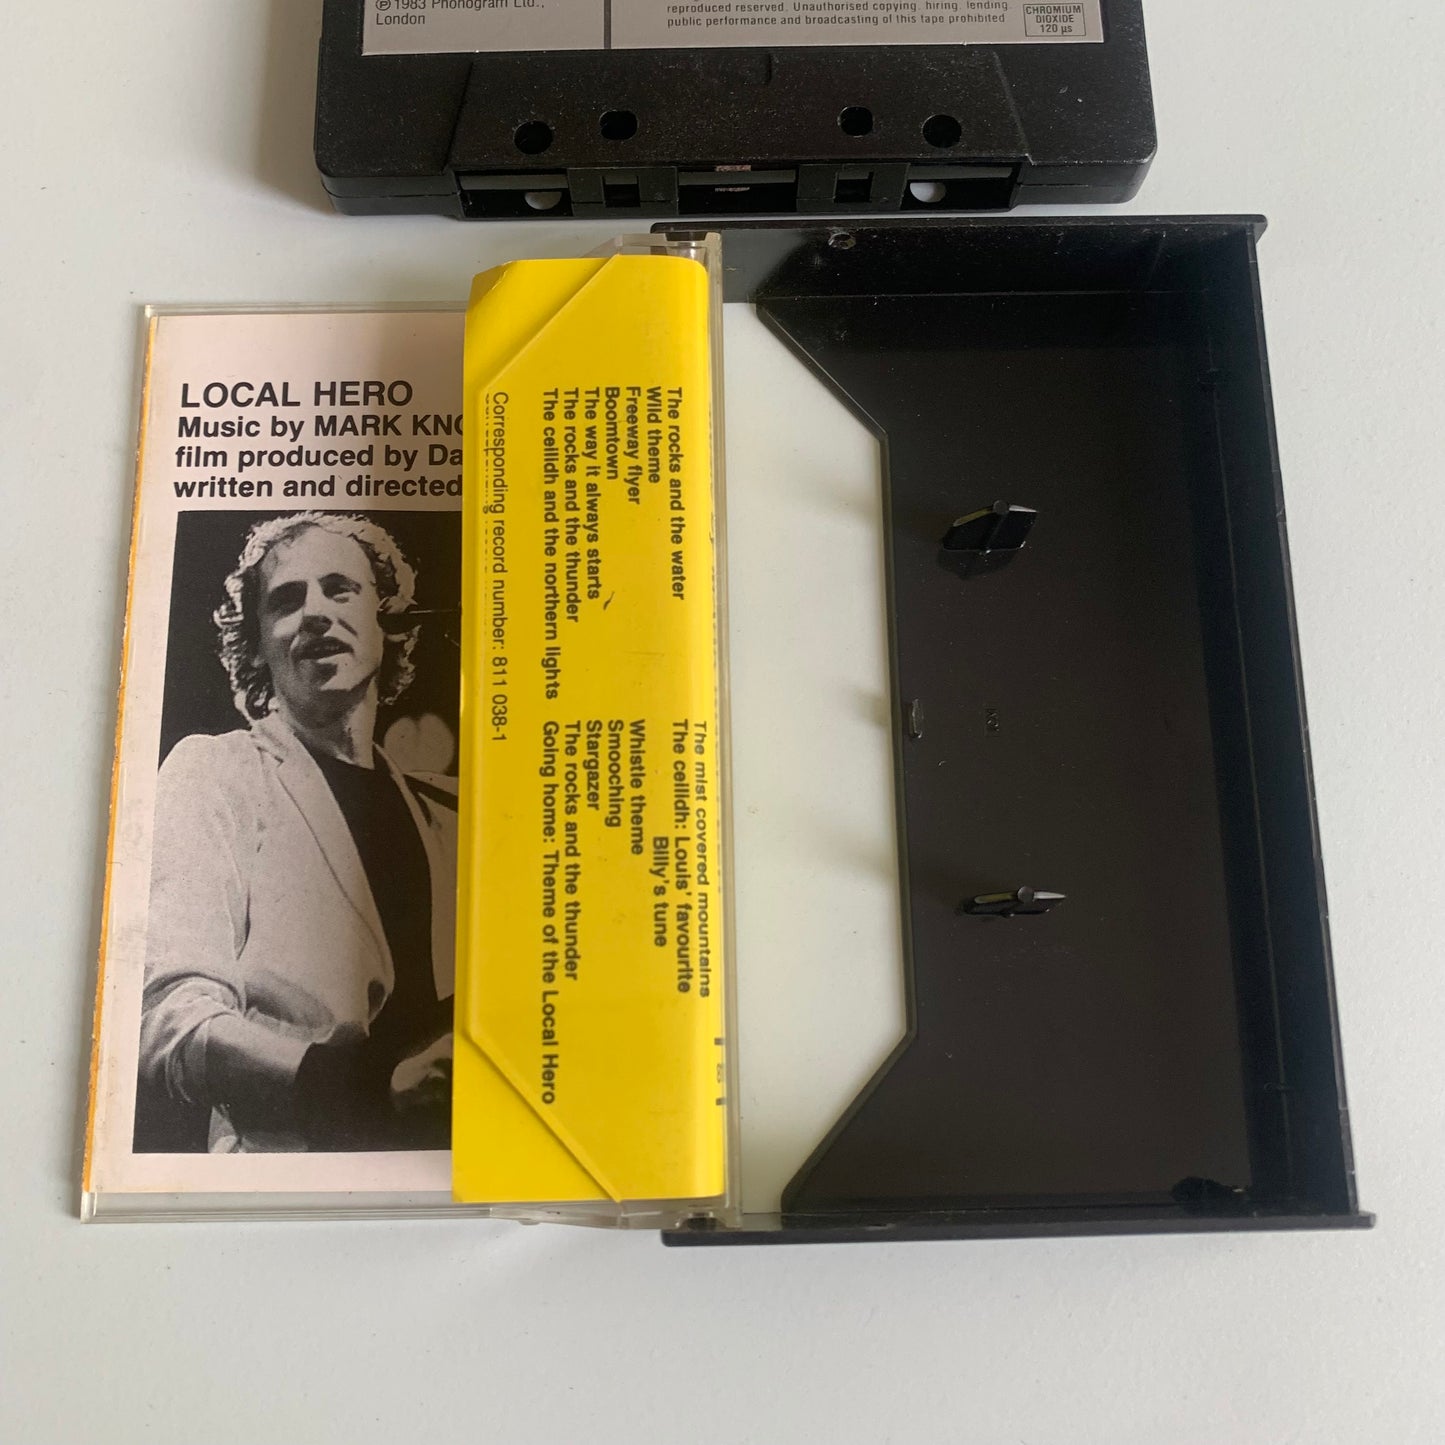 ℗ 1983 Phonogram Ltd.,
London
reproduced reserved. Unauthorised copying, hiring, lending,
public performance and broadcasting of this tape prohibited
CHROMIUM
DIOXIDE
120 µs
LOCAL HERO
Music by MARK
film produced by
written and directed
The rocks and the water
Wild theme
Freeway flyer
Boomtown
The way it always starts
The rocks and the thunder
The ceilidh and the northern lights
The mist covered mountains
The ceilidh: Louis' favourite
Billy's tune
Whistle theme
Smooching
Stargazer
The rocks and the thunder
Going home: Theme of the Local Hero
Corresponding record number: 811 038-1